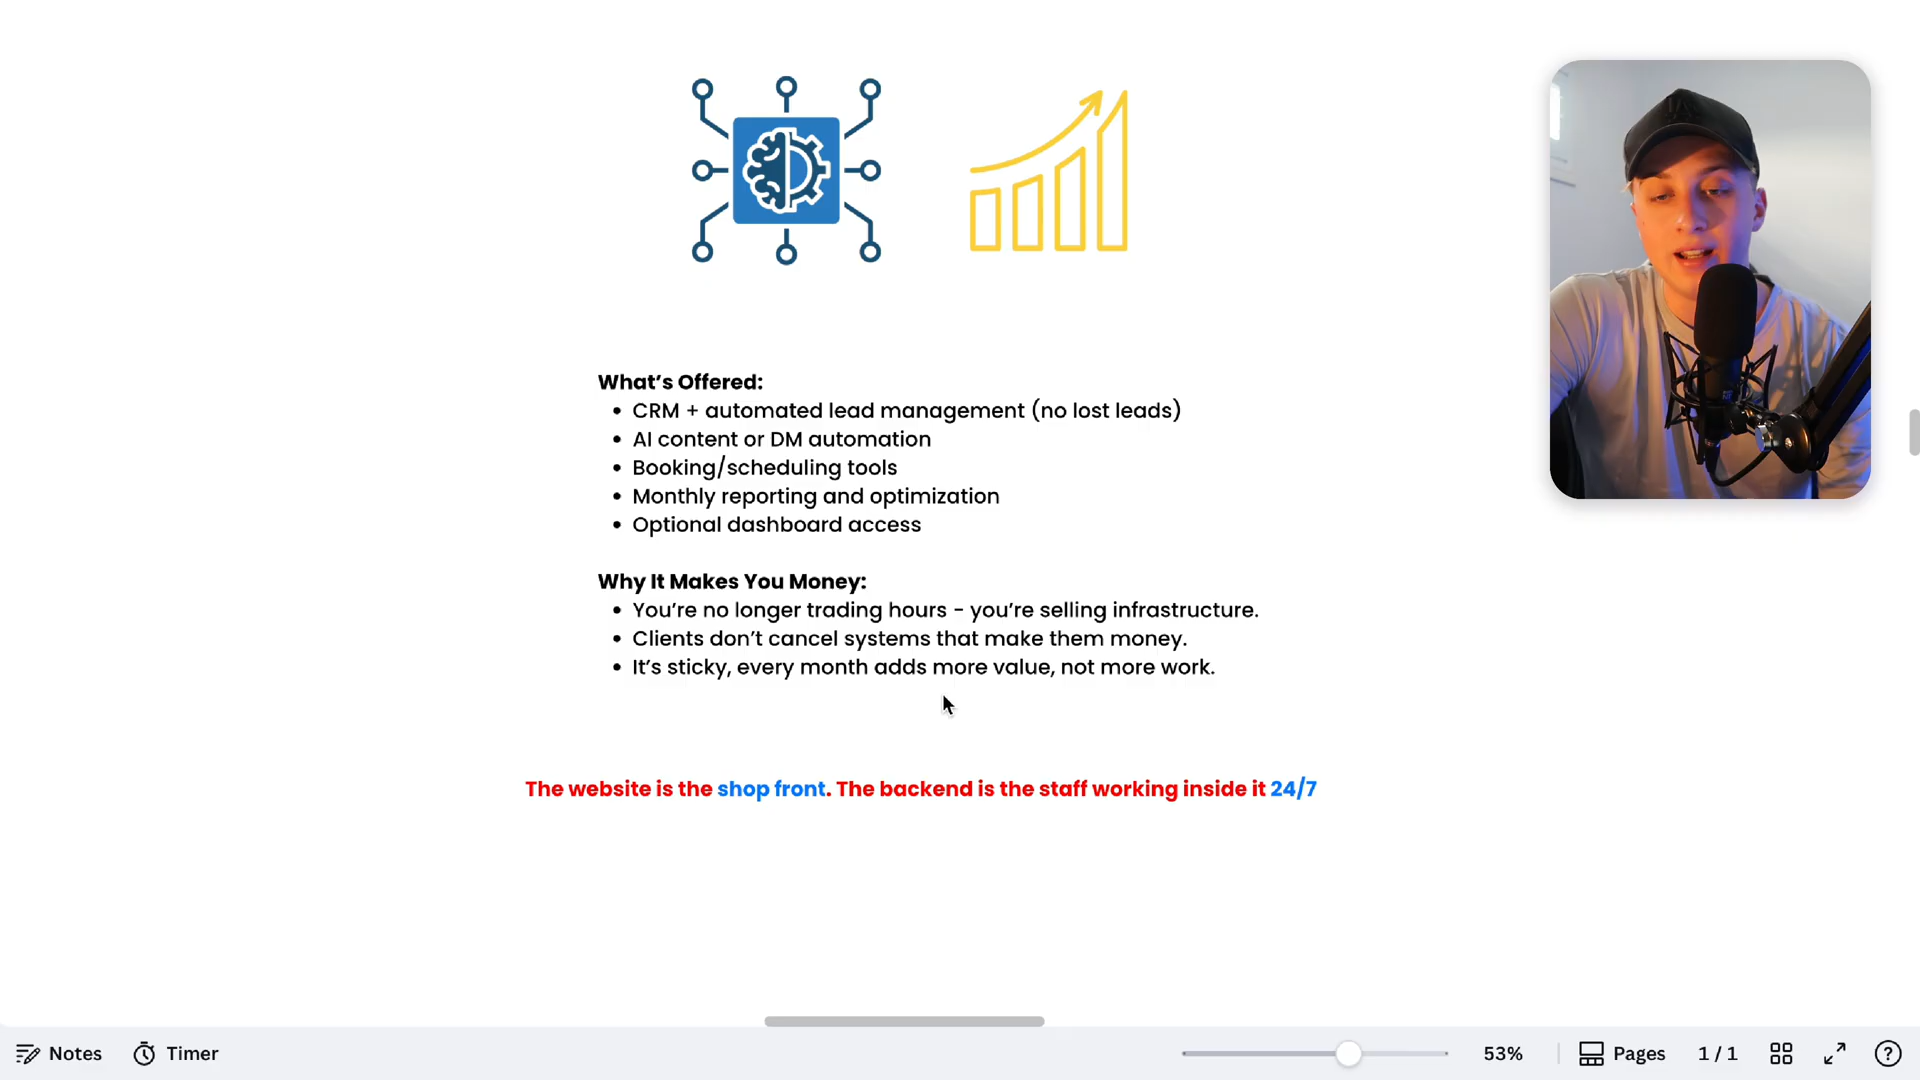 What's Offered:
• CRM + automated lead management (no lost leads)
• AI content or DM automation
• Booking/scheduling tools
• Monthly reporting and optimization
• Optional dashboard access
Why It Makes You Money:
• You're no longer trading hours - you're selling infrastructure.
• Clients don't cancel systems that make them money.
• It's sticky, every month adds more value, not more work.
The website is the shop front. The backend is the staff working inside it 24/7
Notes Timer 53% Pages 1 / 1